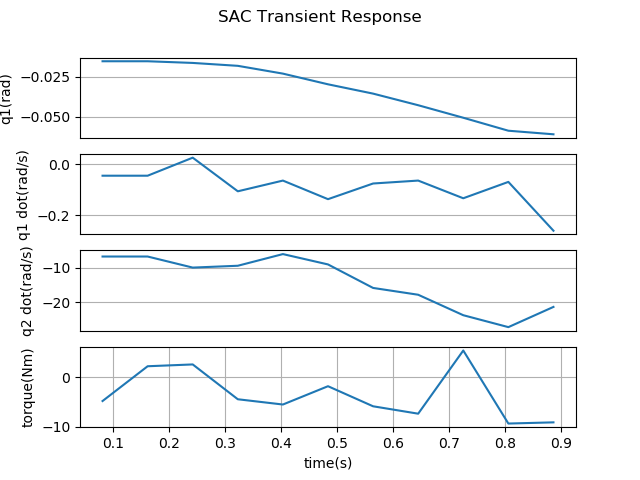 SAC Transient Response
q1(rad)
−0.025
−0.050
q1 dot(rad/s)
0.0
−0.2
q2 dot(rad/s)
−10
−20
torque(Nm)
0
−10
0.1 0.2 0.3 0.4 0.5 0.6 0.7 0.8 0.9
time(s)